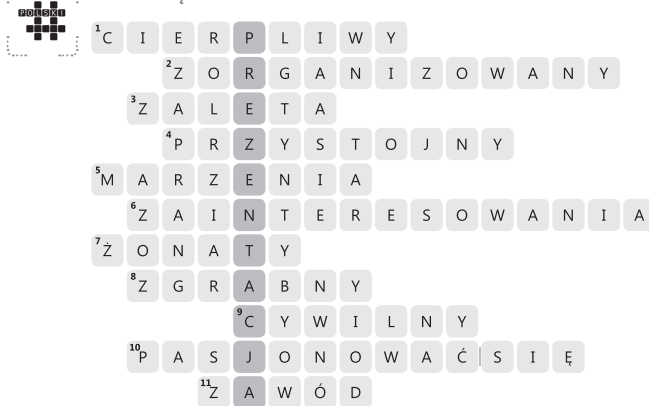 POLSKI
1 CIERPLIWY
2 ZORGANIZOWANY
3 ZALETA
4 PRZYSTOJNY
5 MARZENIA
6 ZAINTERESOWANIA
7 ŻONATY
8 ZGRABNY
9 CYWILNY
10 PASJONOWAĆ SIĘ
11 ZAWÓD